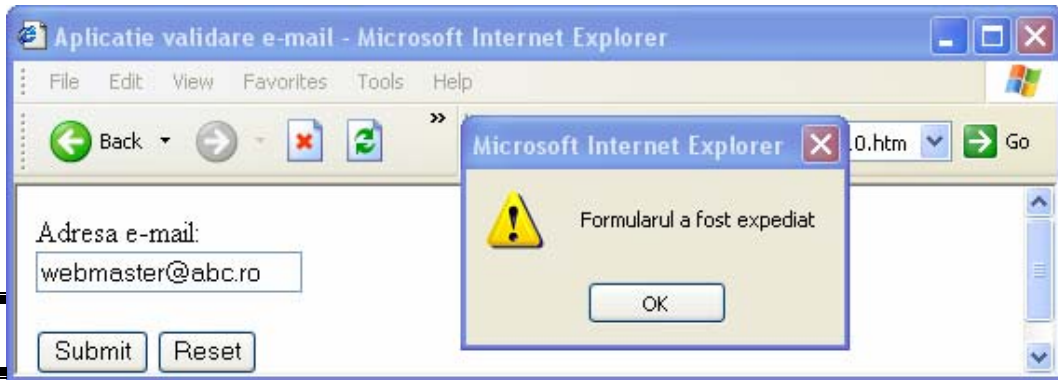 Aplicatie validare e-mail - Microsoft Internet Explorer
File Edit View Favorites Tools Help
Back » .0.htm Go
Microsoft Internet Explorer
Formularul a fost expediat
OK
Adresa e-mail:
webmaster@abc.ro
Submit Reset